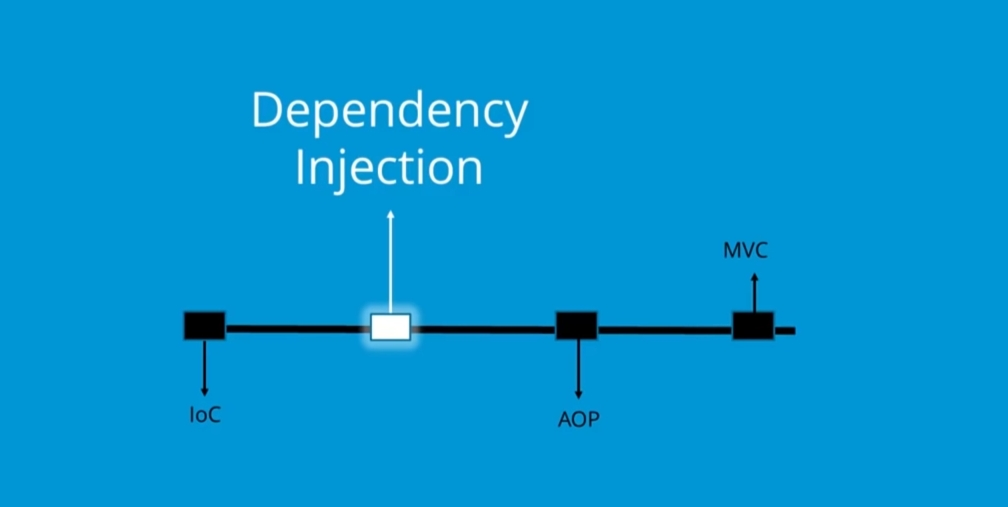 Dependency
Injection
MVC
IoC
AOP